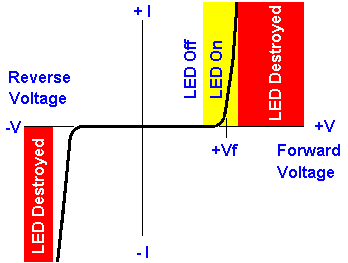 + I
LED Off
LED On
LED Destroyed
Reverse
Voltage
-V
+V
LED Destroyed
+Vf
Forward
Voltage
- I